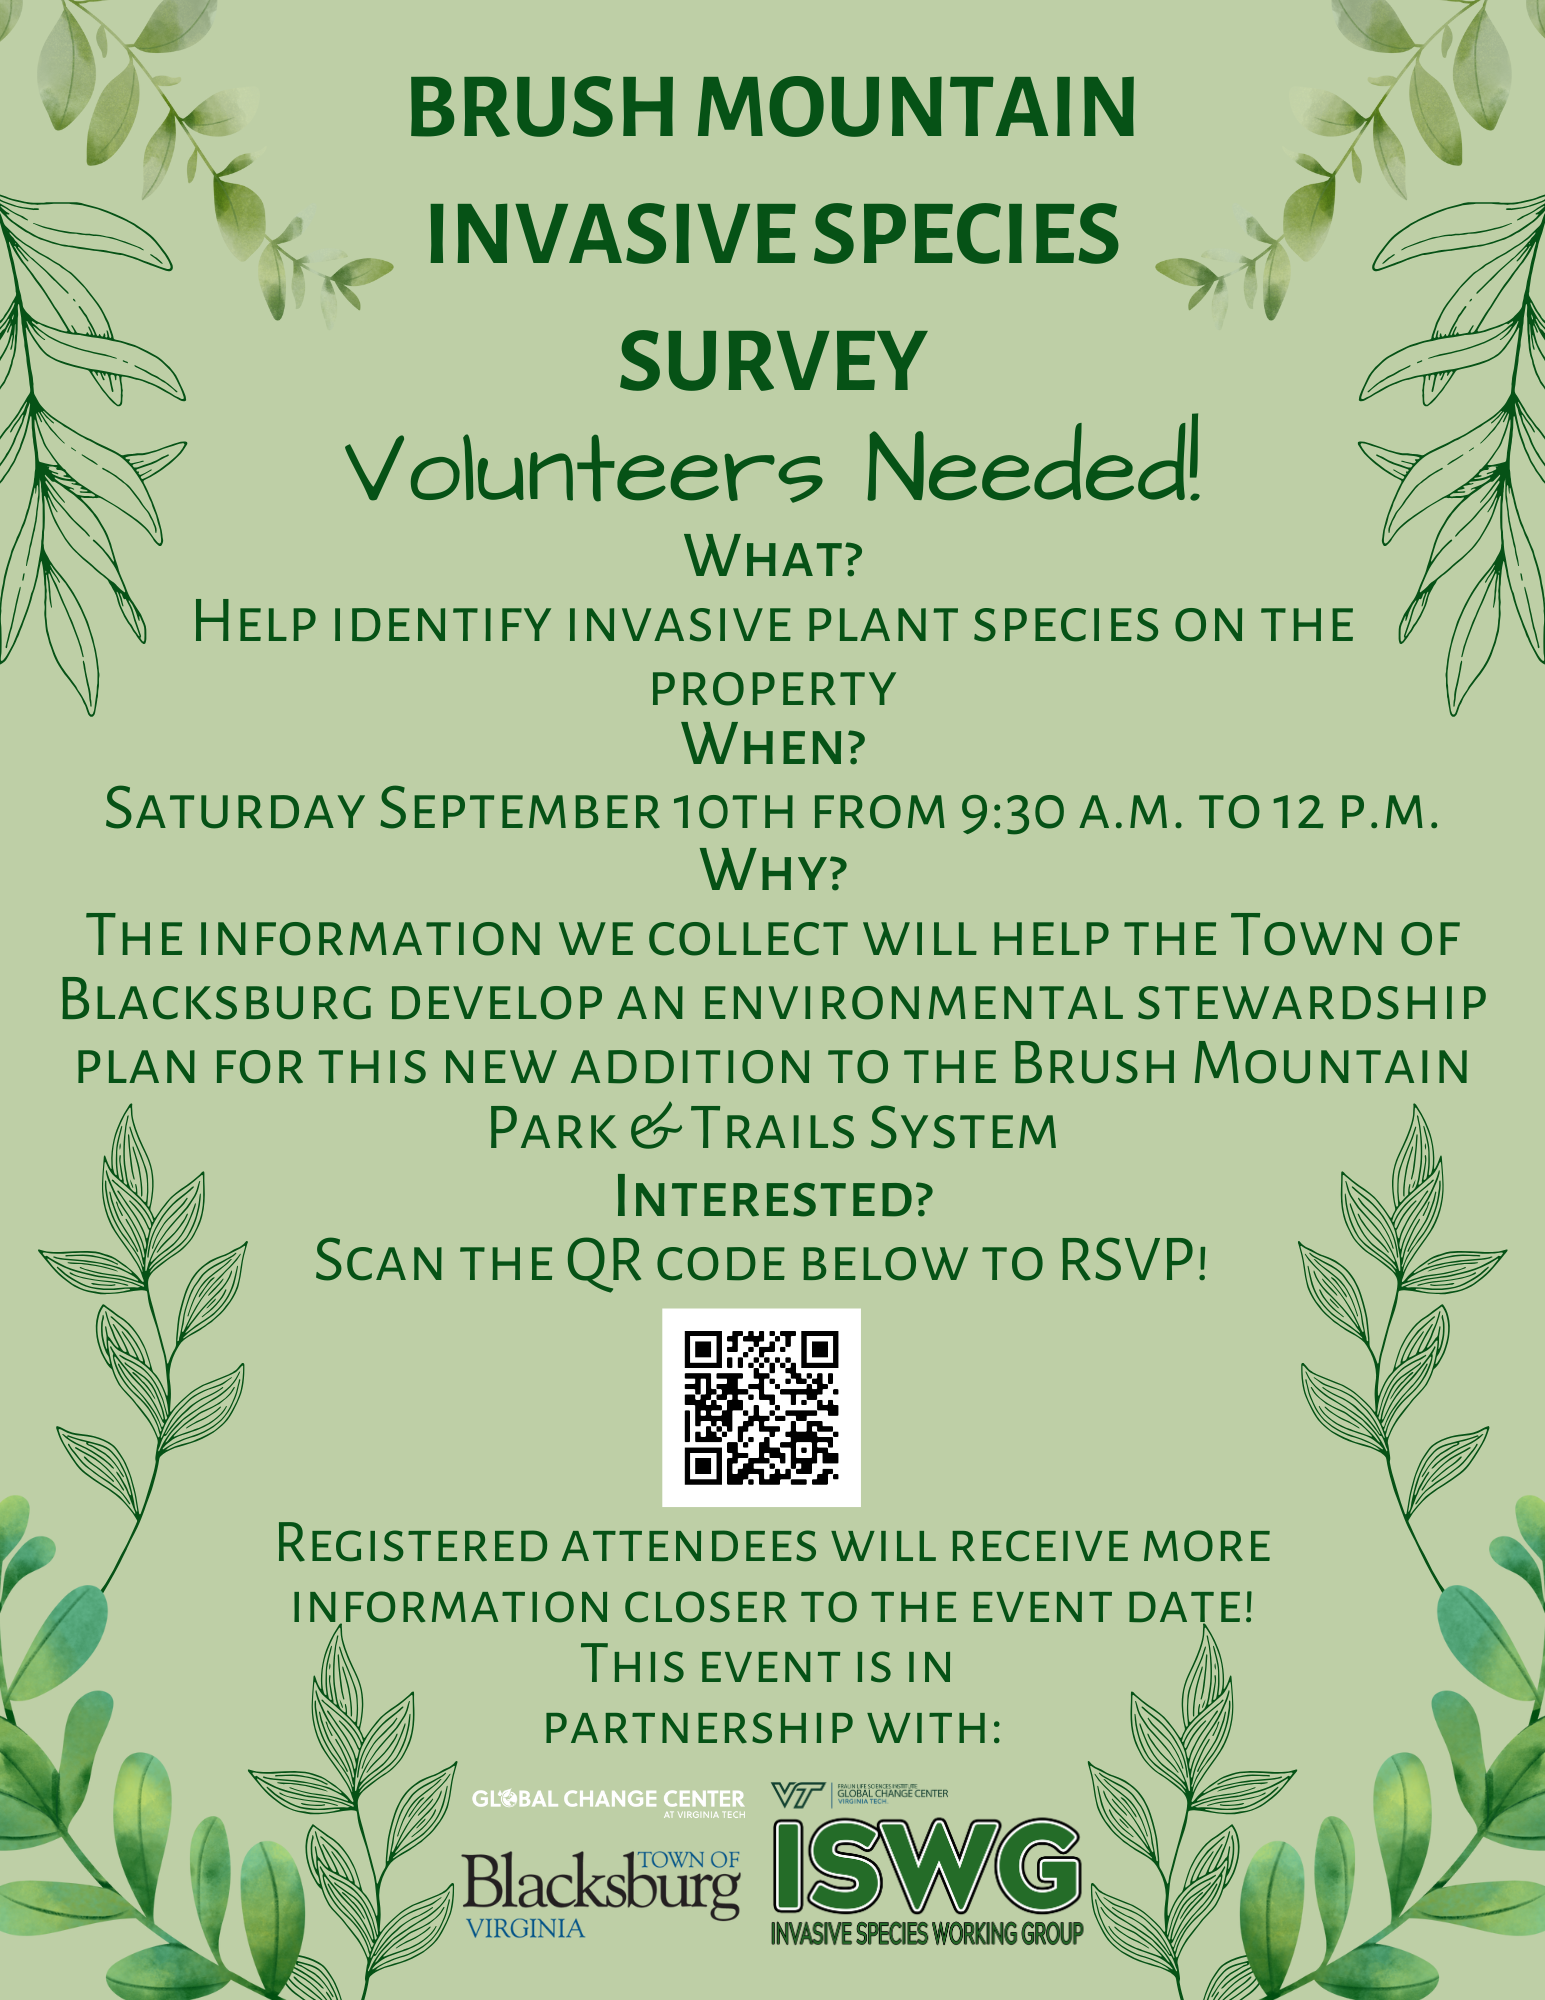 BRUSH MOUNTAIN
INVASIVE SPECIES
SURVEY
Volunteers Needed!
What?
Help identify invasive plant species on the
property
When?
Saturday September 10th from 9:30 a.m. to 12 p.m.
Why?
The information we collect will help the Town of
Blacksburg develop an environmental stewardship
plan for this new addition to the Brush Mountain
Park & Trails System
Interested?
Scan the QR code below to RSVP!
Registered attendees will receive more
information closer to the event date!
This event is in
partnership with:
GLOBAL CHANGE CENTER
AT VIRGINIA TECH
VT
FRALIN LIFE SCIENCES INSTITUTE
GLOBAL CHANGE CENTER
VIRGINIA TECH
TOWN OF
Blacksburg
VIRGINIA
ISWG
INVASIVE SPECIES WORKING GROUP